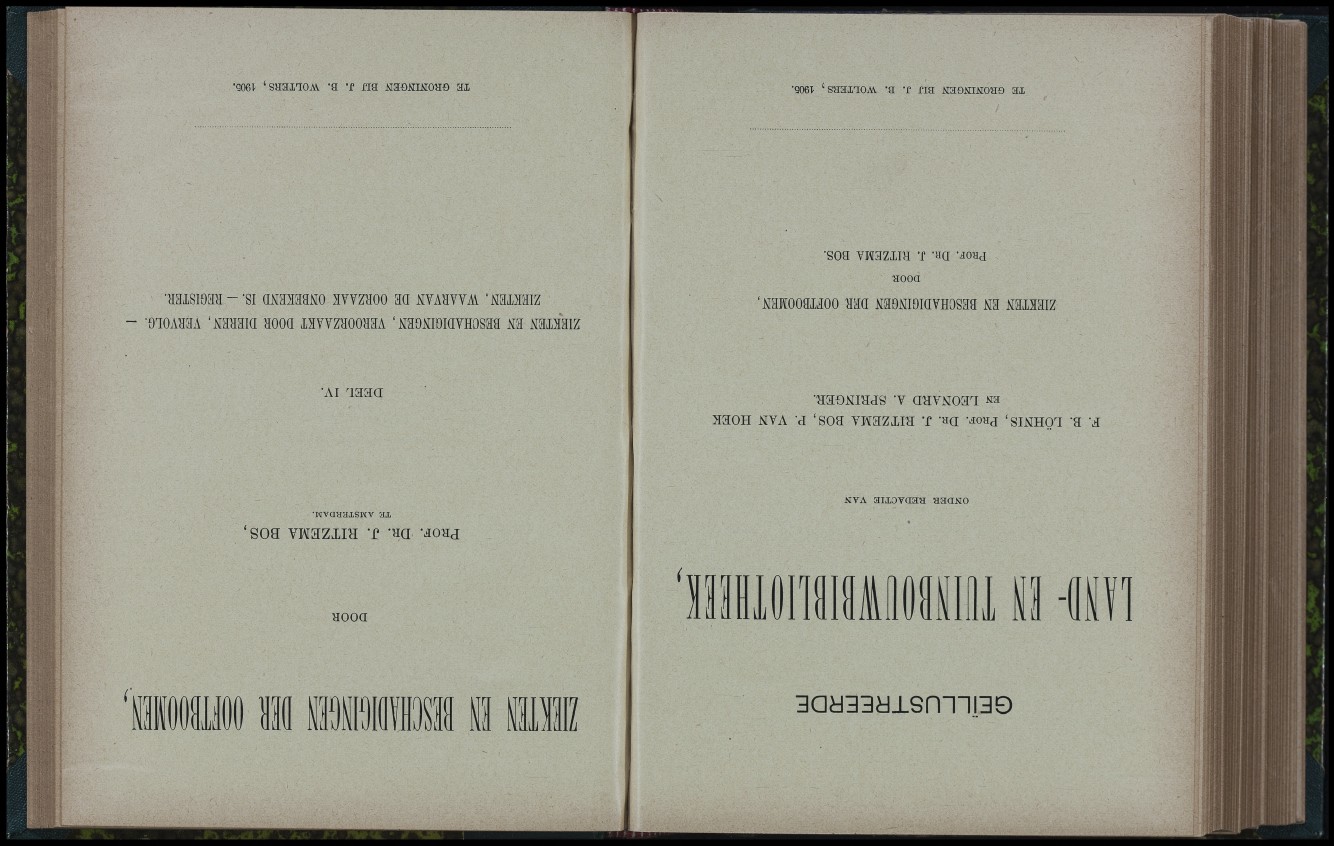 GEÏLLUSTREERDE
LAND- EN TUINBOUWBIBLIOTHEEK,
ONDER REDACTIE VAN
F. B. LÖHNIS, PROF. DR. J. RITZEMA BOS, P. VAN HOEK
EN LEONARD A. SPRINGER.
ZIEKTEN EN BESCHADIGINGEN DER OOFTBOOMEN,
DOOR
PROF. DR. J. RITZEMA BOS.
TE GRONINGEN BIJ J. B. WOLTERS, 1905.
ZIEKTEN EN BESCHADIGINGEN DER OOFTBOOMEN,
DOOR
PROF. DR. J. RITZEMA BOS,
TE AMSTERDAM.
DEEL IV.
ZIEKTEN EN BESCHADIGINGEN, VEROORZAAKT DOOR DIEREN, VERVOLG. —
ZIEKTEN, WAARVAN DE OORZAAK ONBEKEND IS. — REGISTER.
TE GRONINGEN BIJ J. B. WOLTERS, 1905.